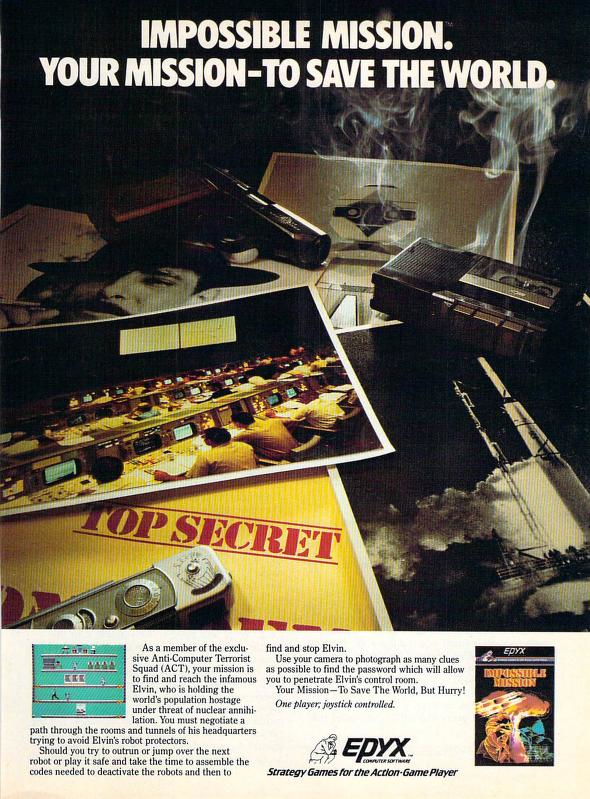 IMPOSSIBLE MISSION.
YOUR MISSION–TO SAVE THE WORLD.
TOP SECRET
As a member of the exclu-
sive Anti-Computer Terrorist
Squad (ACT), your mission is
to find and reach the infamous
Elvin, who is holding the
world's population hostage
under threat of nuclear annihi-
lation. You must negotiate a
path through the rooms and tunnels of his headquarters
trying to avoid Elvin's robot protectors.
Should you try to outrun or jump over the next
robot or play it safe and take the time to assemble the
codes needed to deactivate the robots and then to
find and stop Elvin.
Use your camera to photograph as many clues
as possible to find the password which will allow
you to penetrate Elvin's control room.
Your Mission—To Save The World, But Hurry!
One player; joystick controlled.
EPYX™
COMPUTER SOFTWARE
Strategy Games for the Action-Game Player
EPYX
IMPOSSIBLE
MISSION